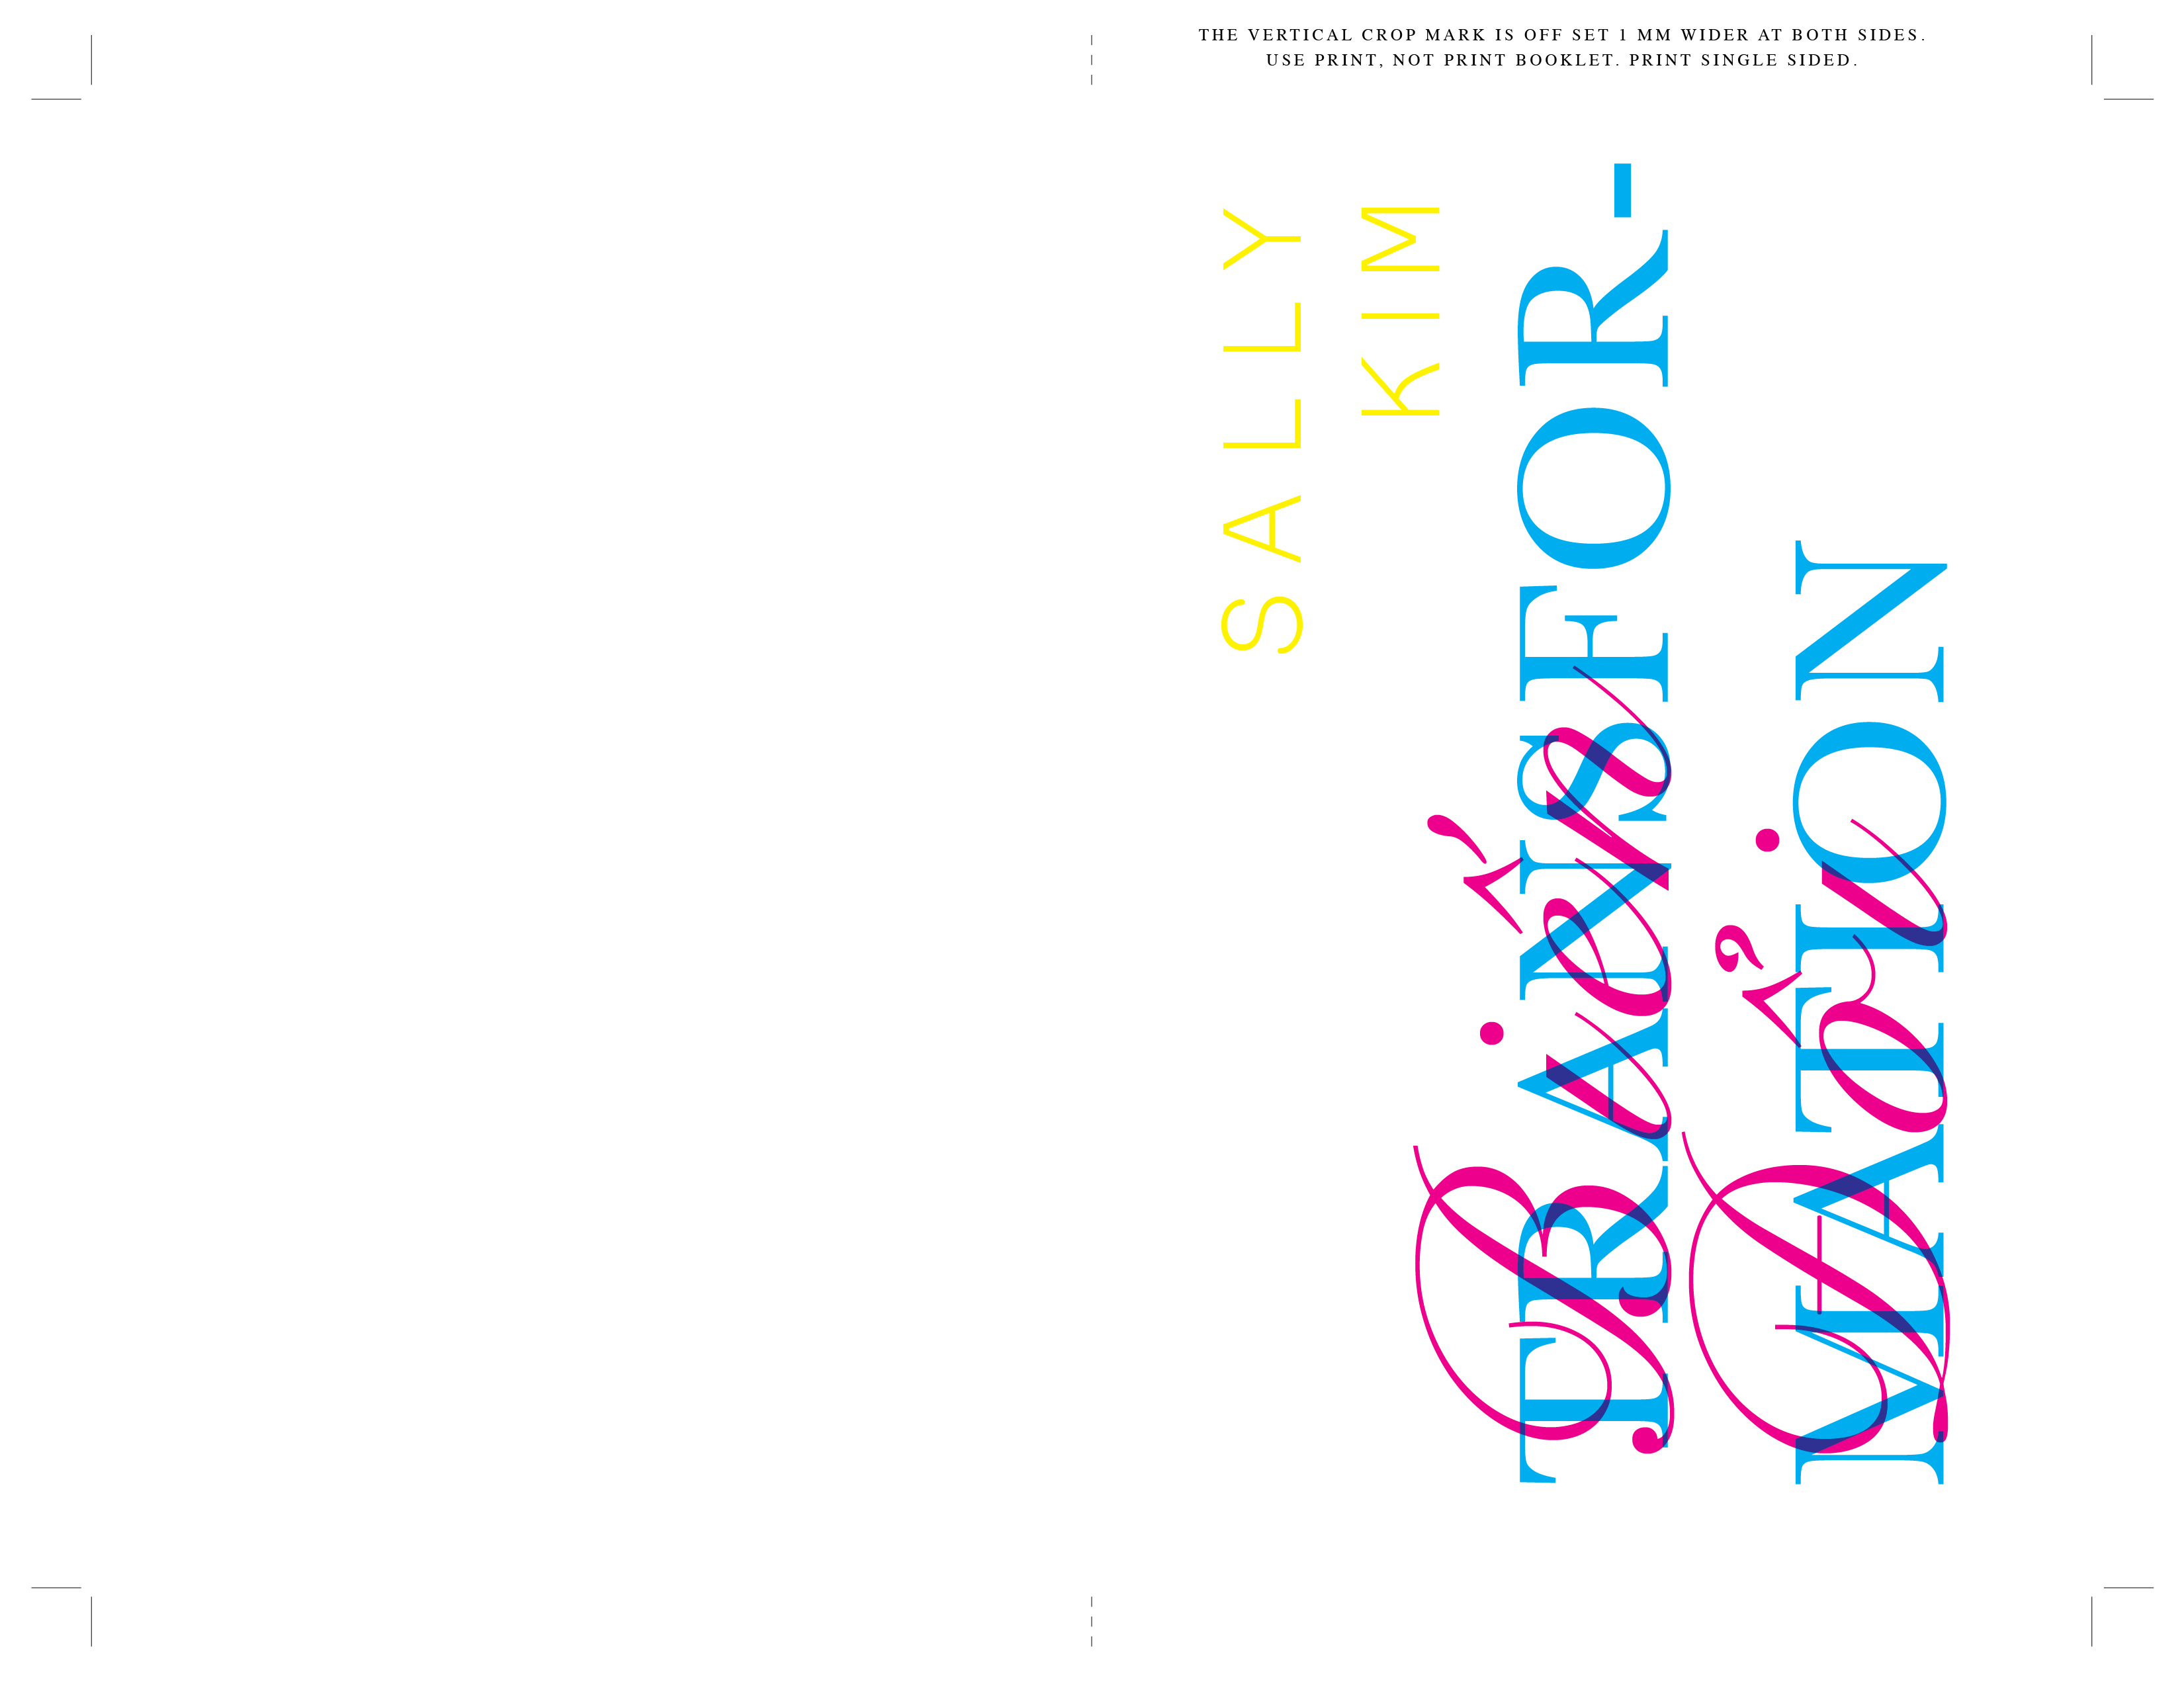 THE VERTICAL CROP MARK IS OFF SET 1 MM WIDER AT BOTH SIDES.
USE PRINT, NOT PRINT BOOKLET. PRINT SINGLE SIDED.
SALLY
KIM
TRANSFOR-
MATION
Biến
Đổi